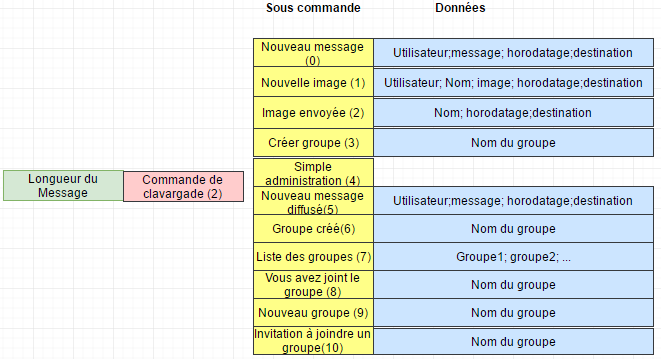 Sous commande Données
Nouveau message
(0)
Utilisateur;message; horodatage;destination
Nouvelle image (1)
Utilisateur; Nom; image; horodatage;destination
Image envoyée (2)
Nom; horodatage;destination
Créer groupe (3)
Nom du groupe
Simple
administration (4)
Longueur du
Message
Commande de
clavargade (2)
Nouveau message
diffusé(5)
Utilisateur;message; horodatage;destination
Groupe créé(6)
Nom du groupe
Liste des groupes (7)
Groupe1; groupe2; ...
Vous avez joint le
groupe (8)
Nom du groupe
Nouveau groupe (9)
Nom du groupe
Invitation à joindre un
groupe(10)
Nom du groupe